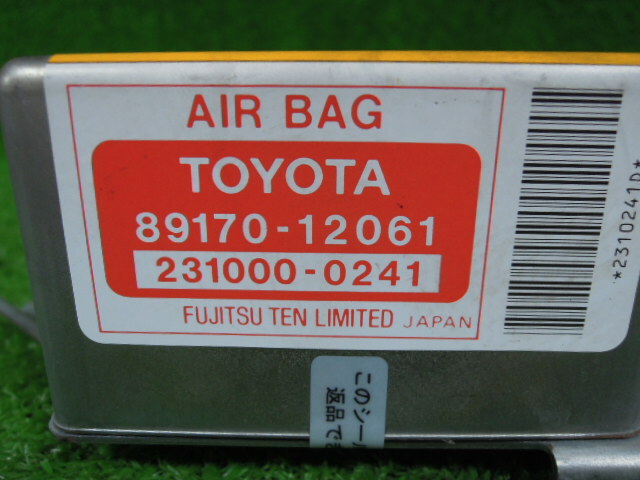 AIR BAG
TOYOTA
89170-12061
231000-0241
FUJITSU TEN LIMITED JAPAN
*2310241D*
このシー
返品で